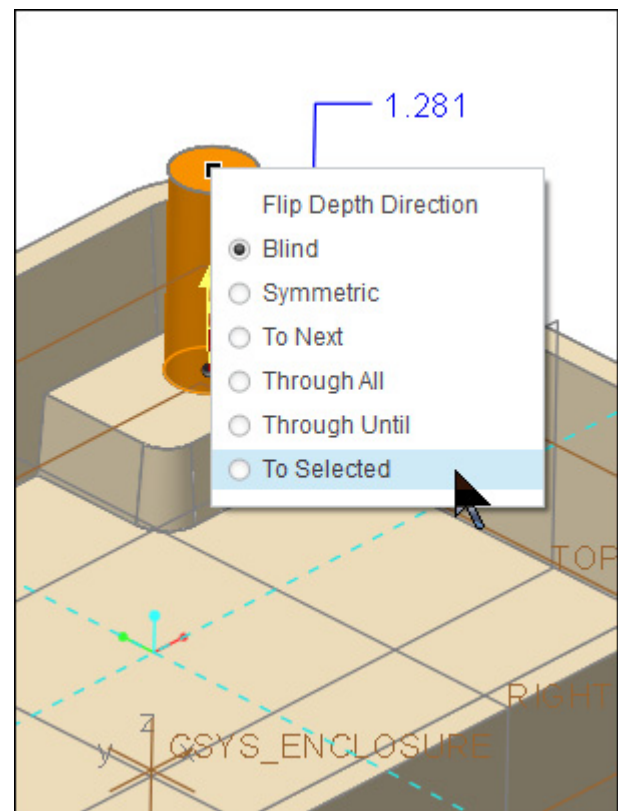 1.281
Flip Depth Direction
Blind
Symmetric
To Next
Through All
Through Until
To Selected
TOP
RIGHT
z
y x CSYS_ENCLOSURE